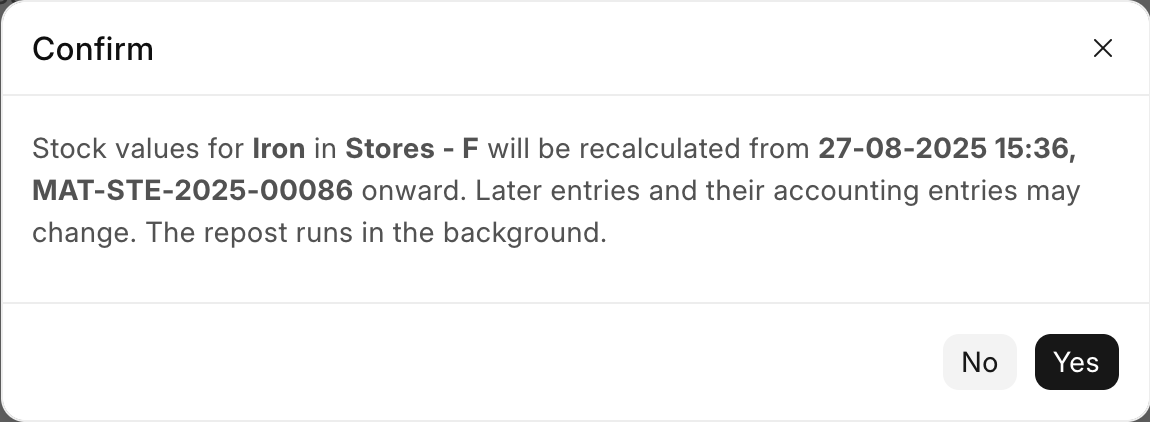 Confirm
Stock values for Iron in Stores - F will be recalculated from 27-08-2025 15:36,
MAT-STE-2025-00086 onward. Later entries and their accounting entries may
change. The repost runs in the background.
No
Yes